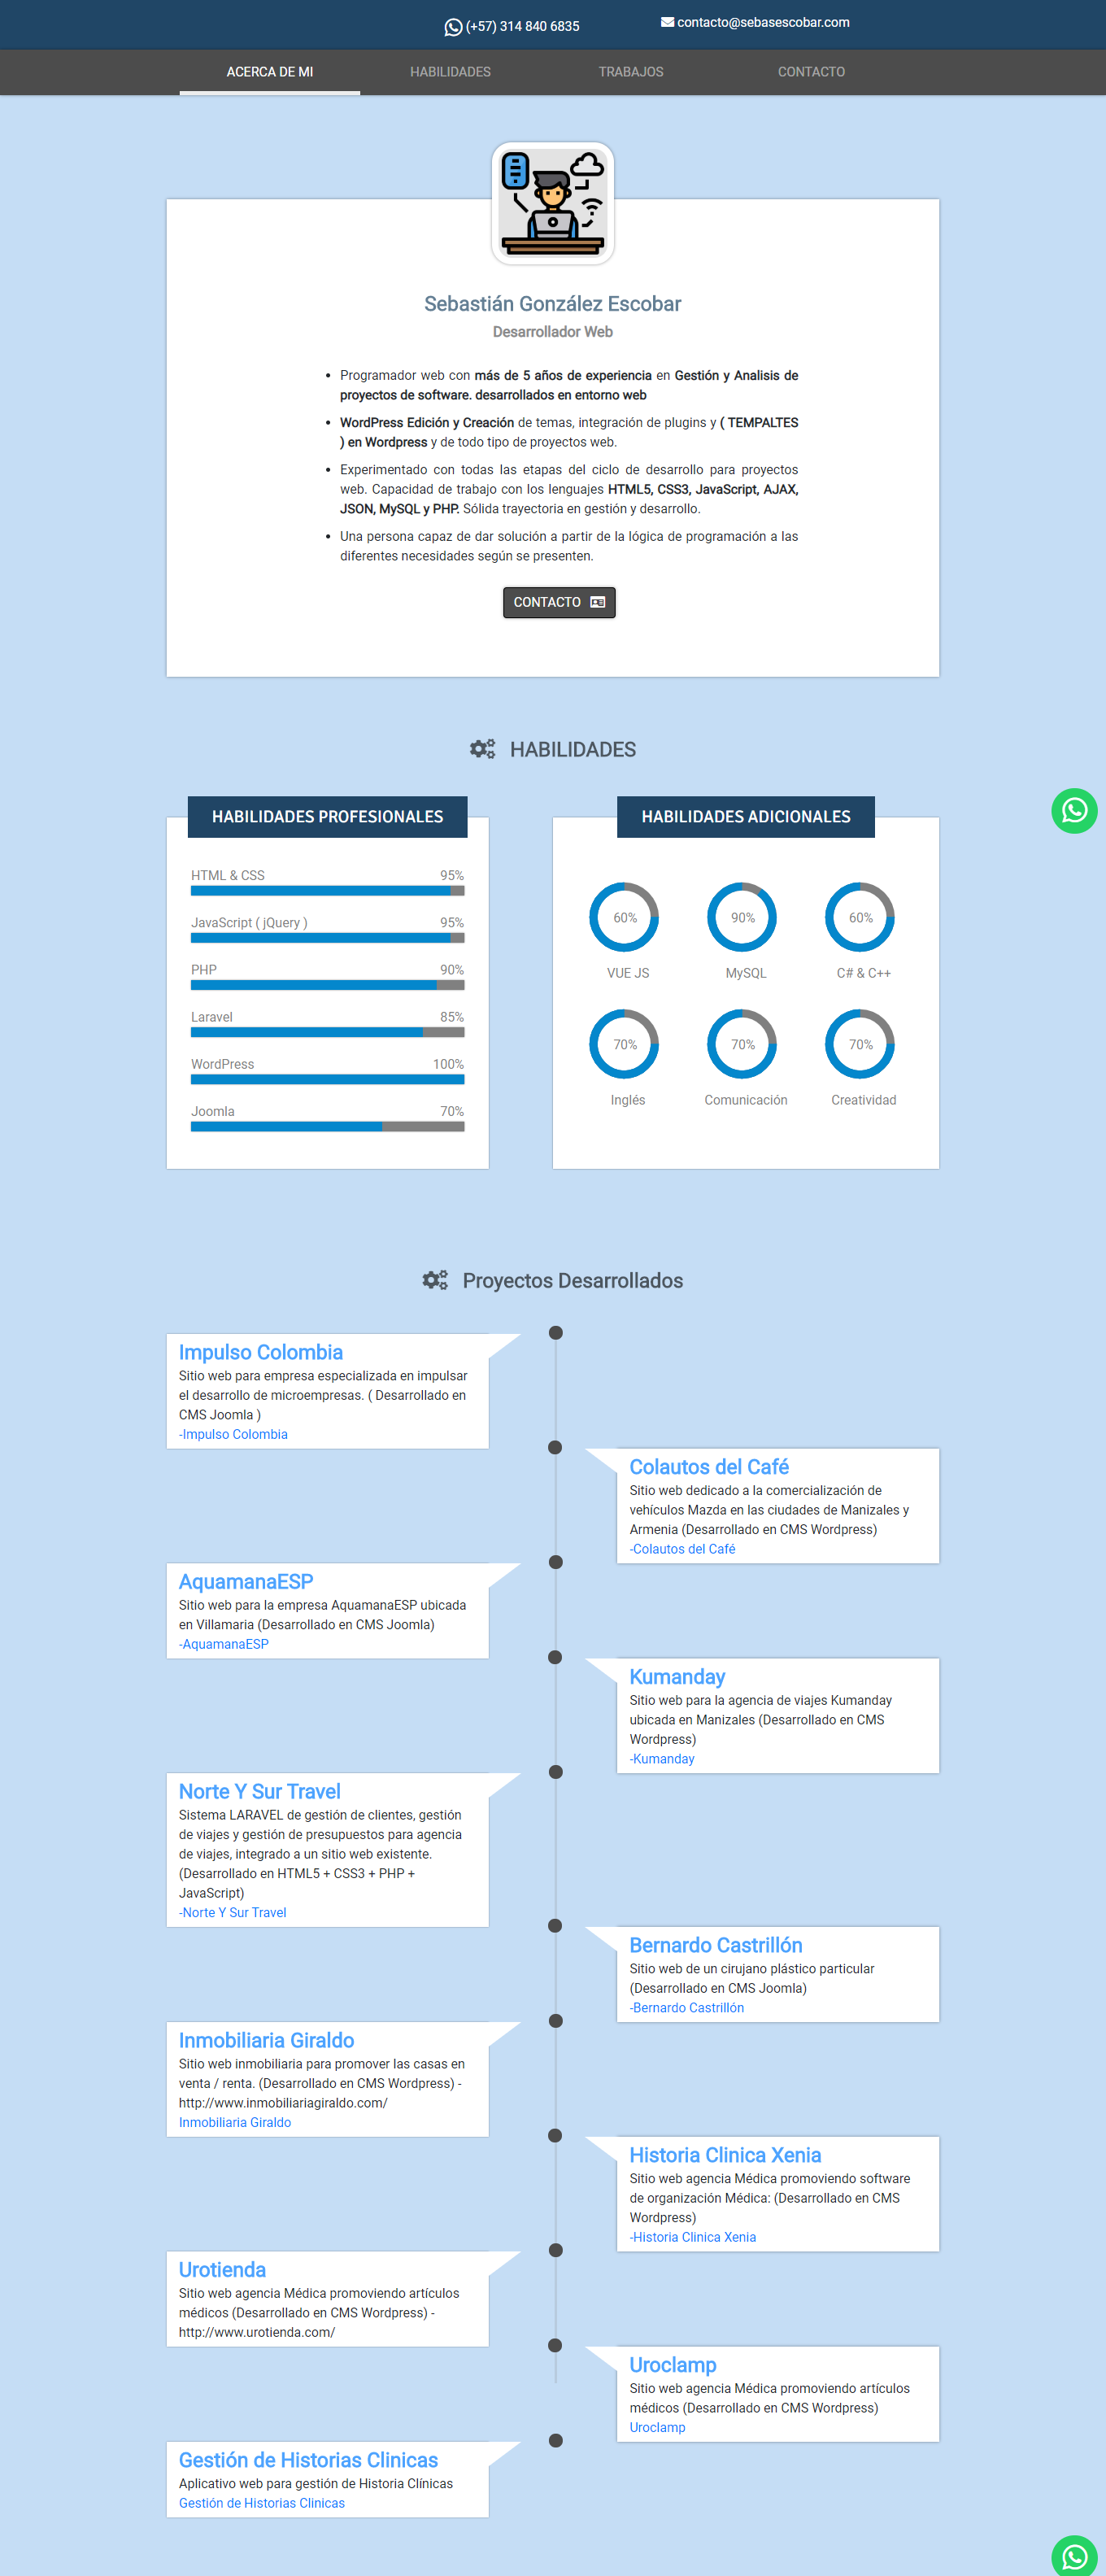 (+57) 314 840 6835
contacto@sebasescobar.com
ACERCA DE MI
HABILIDADES
TRABAJOS
CONTACTO
Sebastián González Escobar
Desarrollador Web
Programador web con más de 5 años de experiencia en Gestión y Analisis de
proyectos de software. desarrollados en entorno web
WordPress Edición y Creación de temas, integración de plugins y ( TEMPALTES
) en Wordpress y de todo tipo de proyectos web.
Experimentado con todas las etapas del ciclo de desarrollo para proyectos
web. Capacidad de trabajo con los lenguajes HTML5, CSS3, JavaScript, AJAX,
JSON, MySQL y PHP. Sólida trayectoria en gestión y desarrollo.
Una persona capaz de dar solución a partir de la lógica de programación a las
diferentes necesidades según se presenten.
CONTACTO
HABILIDADES
HABILIDADES PROFESIONALES
HTML & CSS 95%
JavaScript ( jQuery ) 95%
PHP 90%
Laravel 85%
WordPress 100%
Joomla 70%
HABILIDADES ADICIONALES
60% 90% 60%
VUE JS MySQL C# & C++
70% 70% 70%
Inglés Comunicación Creatividad
Proyectos Desarrollados
Impulso Colombia
Sitio web para empresa especializada en impulsar
el desarrollo de microempresas. ( Desarrollado en
CMS Joomla )
-Impulso Colombia
Colautos del Café
Sitio web dedicado a la comercialización de
vehículos Mazda en las ciudades de Manizales y
Armenia (Desarrollado en CMS Wordpress)
-Colautos del Café
AquamanaESP
Sitio web para la empresa AquamanaESP ubicada
en Villamaria (Desarrollado en CMS Joomla)
-AquamanaESP
Kumanday
Sitio web para la agencia de viajes Kumanday
ubicada en Manizales (Desarrollado en CMS
Wordpress)
-Kumanday
Norte Y Sur Travel
Sistema LARAVEL de gestión de clientes, gestión
de viajes y gestión de presupuestos para agencia
de viajes, integrado a un sitio web existente.
(Desarrollado en HTML5 + CSS3 + PHP +
JavaScript)
-Norte Y Sur Travel
Bernardo Castrillón
Sitio web de un cirujano plástico particular
(Desarrollado en CMS Joomla)
-Bernardo Castrillón
Inmobiliaria Giraldo
Sitio web inmobiliaria para promover las casas en
venta / renta. (Desarrollado en CMS Wordpress) -
http://www.inmobiliariagiraldo.com/
Inmobiliaria Giraldo
Historia Clinica Xenia
Sitio web agencia Médica promoviendo software
de organización Médica: (Desarrollado en CMS
Wordpress)
-Historia Clinica Xenia
Urotienda
Sitio web agencia Médica promoviendo artículos
médicos (Desarrollado en CMS Wordpress) -
http://www.urotienda.com/
Uroclamp
Sitio web agencia Médica promoviendo artículos
médicos (Desarrollado en CMS Wordpress)
Uroclamp
Gestión de Historias Clinicas
Aplicativo web para gestión de Historia Clínicas
Gestión de Historias Clinicas